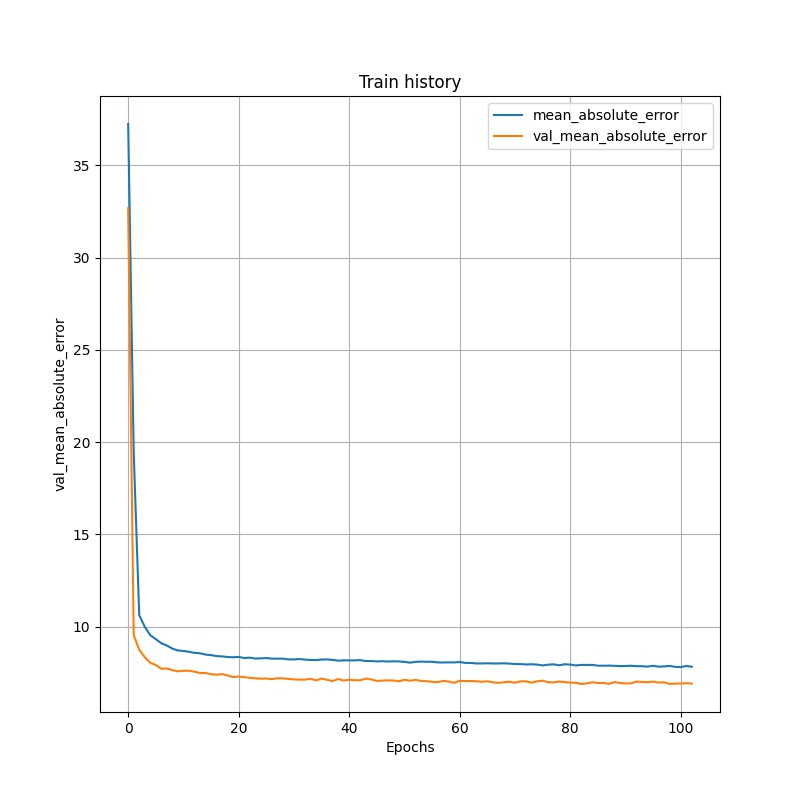 Train history
mean_absolute_error
val_mean_absolute_error
35
30
25
20
15
10
val_mean_absolute_error
0 20 40 60 80 100
Epochs